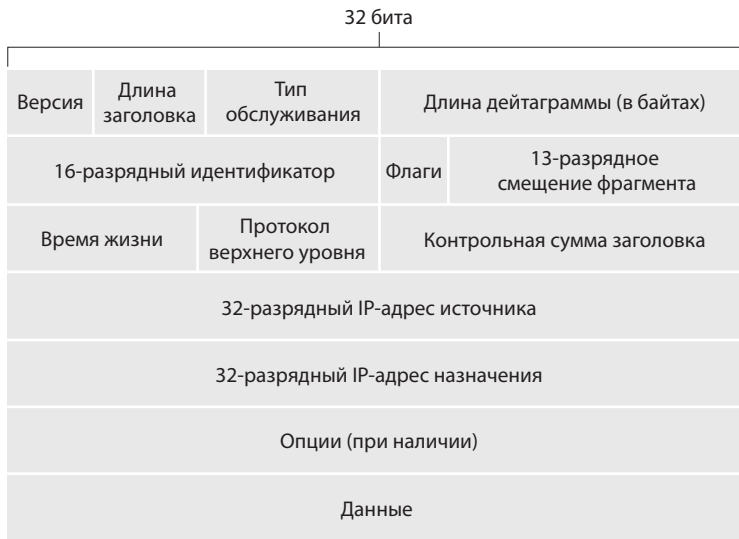 32 бита
Версия
Длина
заголовка
Тип
обслуживания
Длина дейтаграммы (в байтах)
16-разрядный идентификатор
Флаги
13-разрядное
смещение фрагмента
Время жизни
Протокол
верхнего уровня
Контрольная сумма заголовка
32-разрядный IP-адрес источника
32-разрядный IP-адрес назначения
Опции (при наличии)
Данные